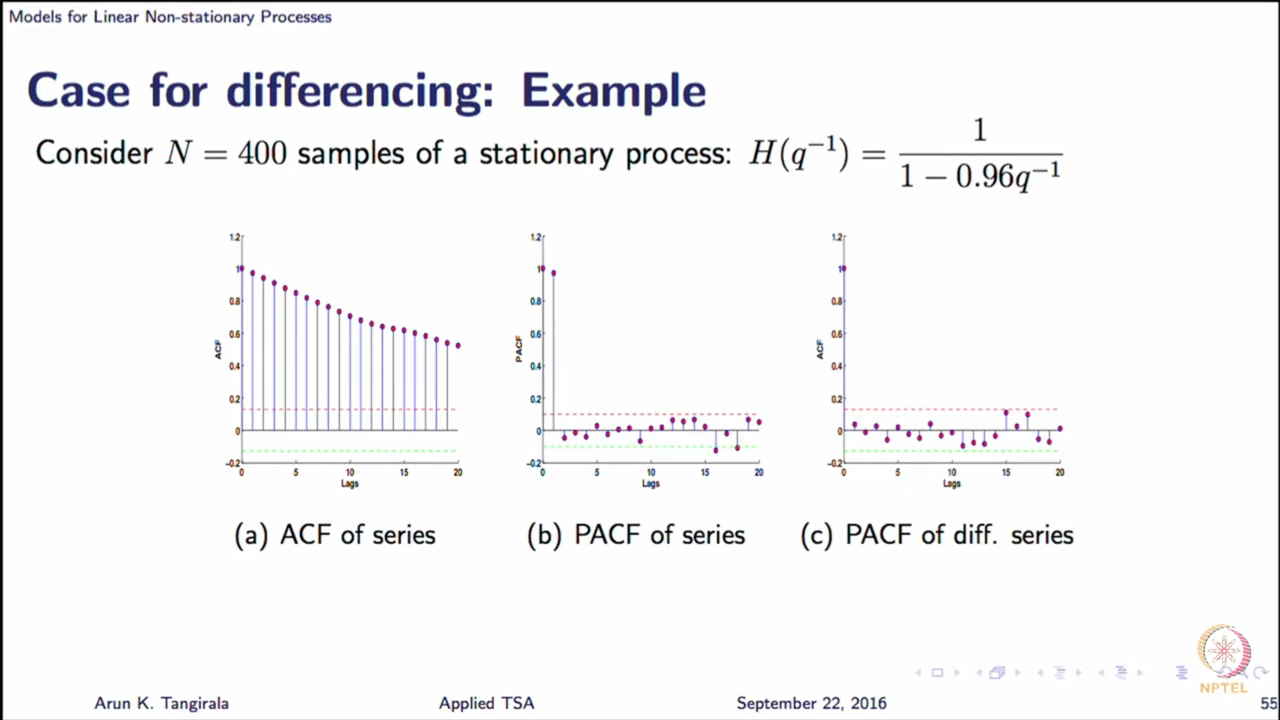 Models for Linear Non-stationary Processes
Case for differencing: Example
Consider N = 400 samples of a stationary process: H(q⁻¹) = 1 / (1 − 0.96q⁻¹)
1.2 1 0.8 0.6 0.4 0.2 0 −0.2
ACF
0 5 10 15 20
Lags
1.2 1 0.8 0.6 0.4 0.2 0 −0.2
PACF
0 5 10 15 20
Lags
1.2 1 0.8 0.6 0.4 0.2 0 −0.2
ACF
0 5 10 15 20
Lags
(a) ACF of series
(b) PACF of series
(c) PACF of diff. series
NPTEL
Arun K. Tangirala
Applied TSA
September 22, 2016
55